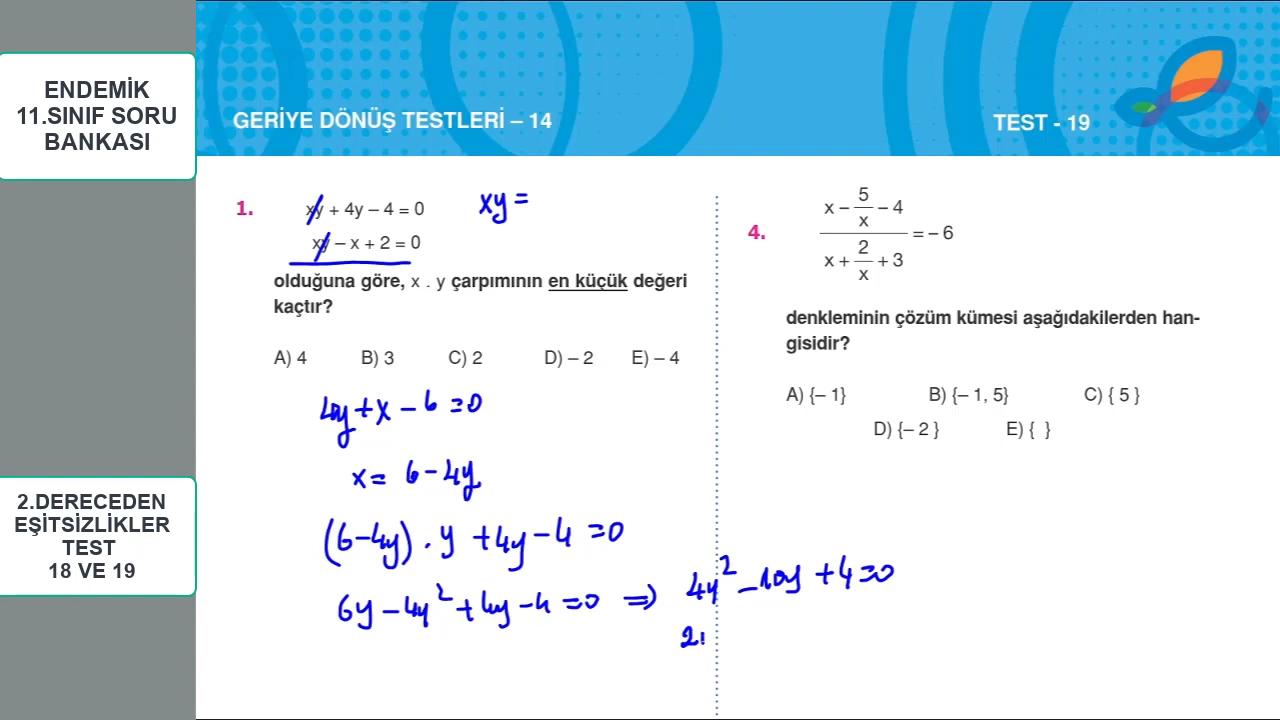 ENDEMİK
11.SINIF SORU
BANKASI
2.DERECEDEN
EŞİTSİZLİKLER
TEST
18 VE 19
GERİYE DÖNÜŞ TESTLERİ – 14
TEST - 19
1.
xy + 4y – 4 = 0
xy – x + 2 = 0
xy =
olduğuna göre, x . y çarpımının en küçük değeri
kaçtır?
A) 4 B) 3 C) 2 D) – 2 E) – 4
4y + x – 6 = 0
x = 6 – 4y
(6 – 4y) . y + 4y – 4 = 0
6y – 4y² + 4y – 4 = 0 ⇒ 4y² – 10y + 4 = 0
4.
x – 5/x – 4
x + 2/x + 3
= – 6
denkleminin çözüm kümesi aşağıdakilerden han-
gisidir?
A) {– 1} B) {– 1, 5} C) { 5 }
D) {– 2 } E) { }